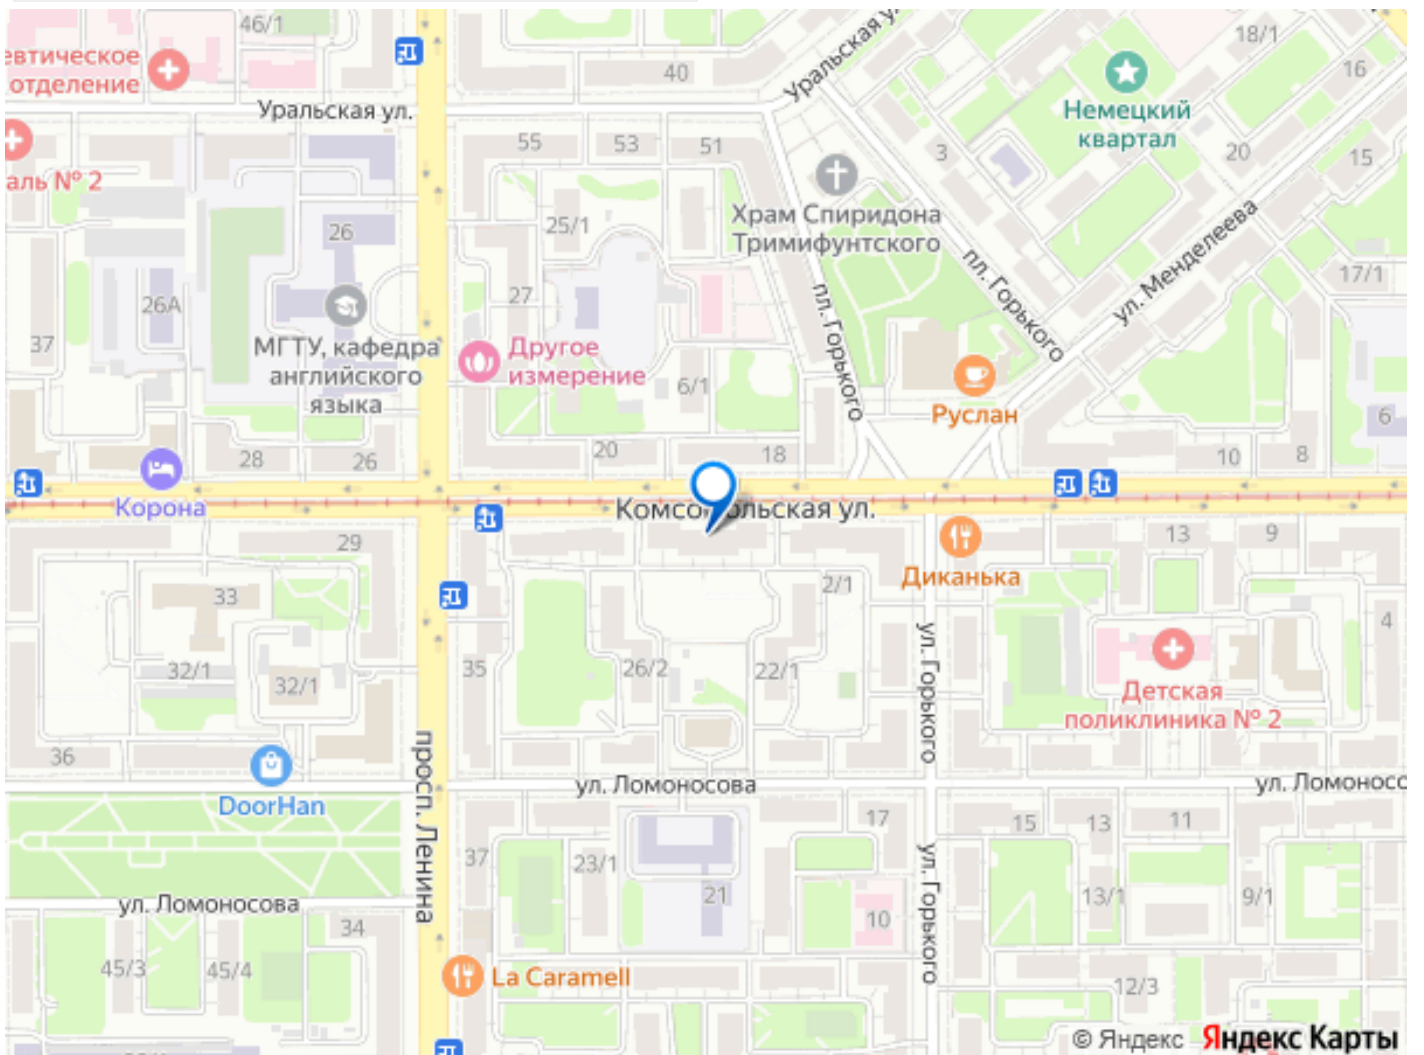 46/1
40
18/1
16
евтическое
отделение
Уральская ул.
Немецкий
квартал
Уральская
55
53
51
3
20
15
аль № 2
Храм Спиридона
Тримифунтского
26
25/1
27
26А
37
пл. Горького
пл. Горького
ул. Менделеева
17/1
МГТУ, кафедра
английского
языка
Другое
измерение
6/1
Руслан
6
28
26
20
18
10
8
Корона
Комсо
льская ул.
29
13
9
Диканька
33
2/1
4
32/1
32/1
35
26/2
22/1
ул. Горького
Детская
поликлиника № 2
36
DoorHan
просп. Ленина
ул. Ломоносова
ул. Ломоносо
17
15
13
11
37
23/1
21
10
13/1
9/1
ул. Горького
ул. Ломоносова
34
45/3
45/4
La Caramell
12/3
© Яндекс Яндекс Карты